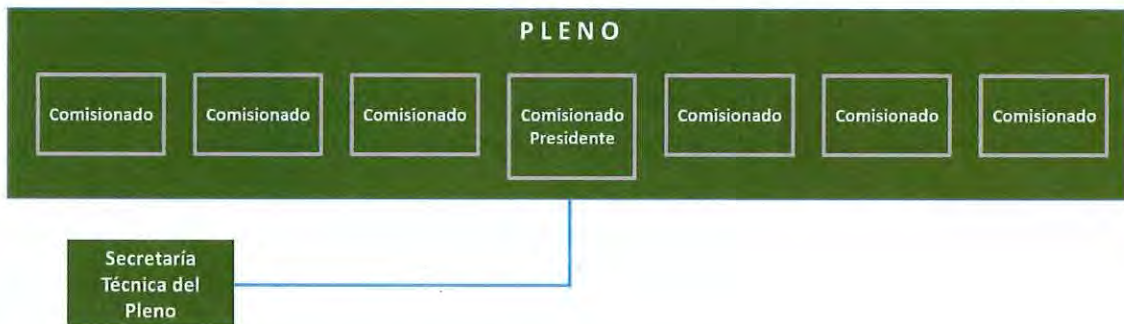 PLENO
Comisionado
Comisionado
Comisionado
Comisionado
Presidente
Comisionado
Comisionado
Comisionado
Secretaría
Técnica del
Pleno